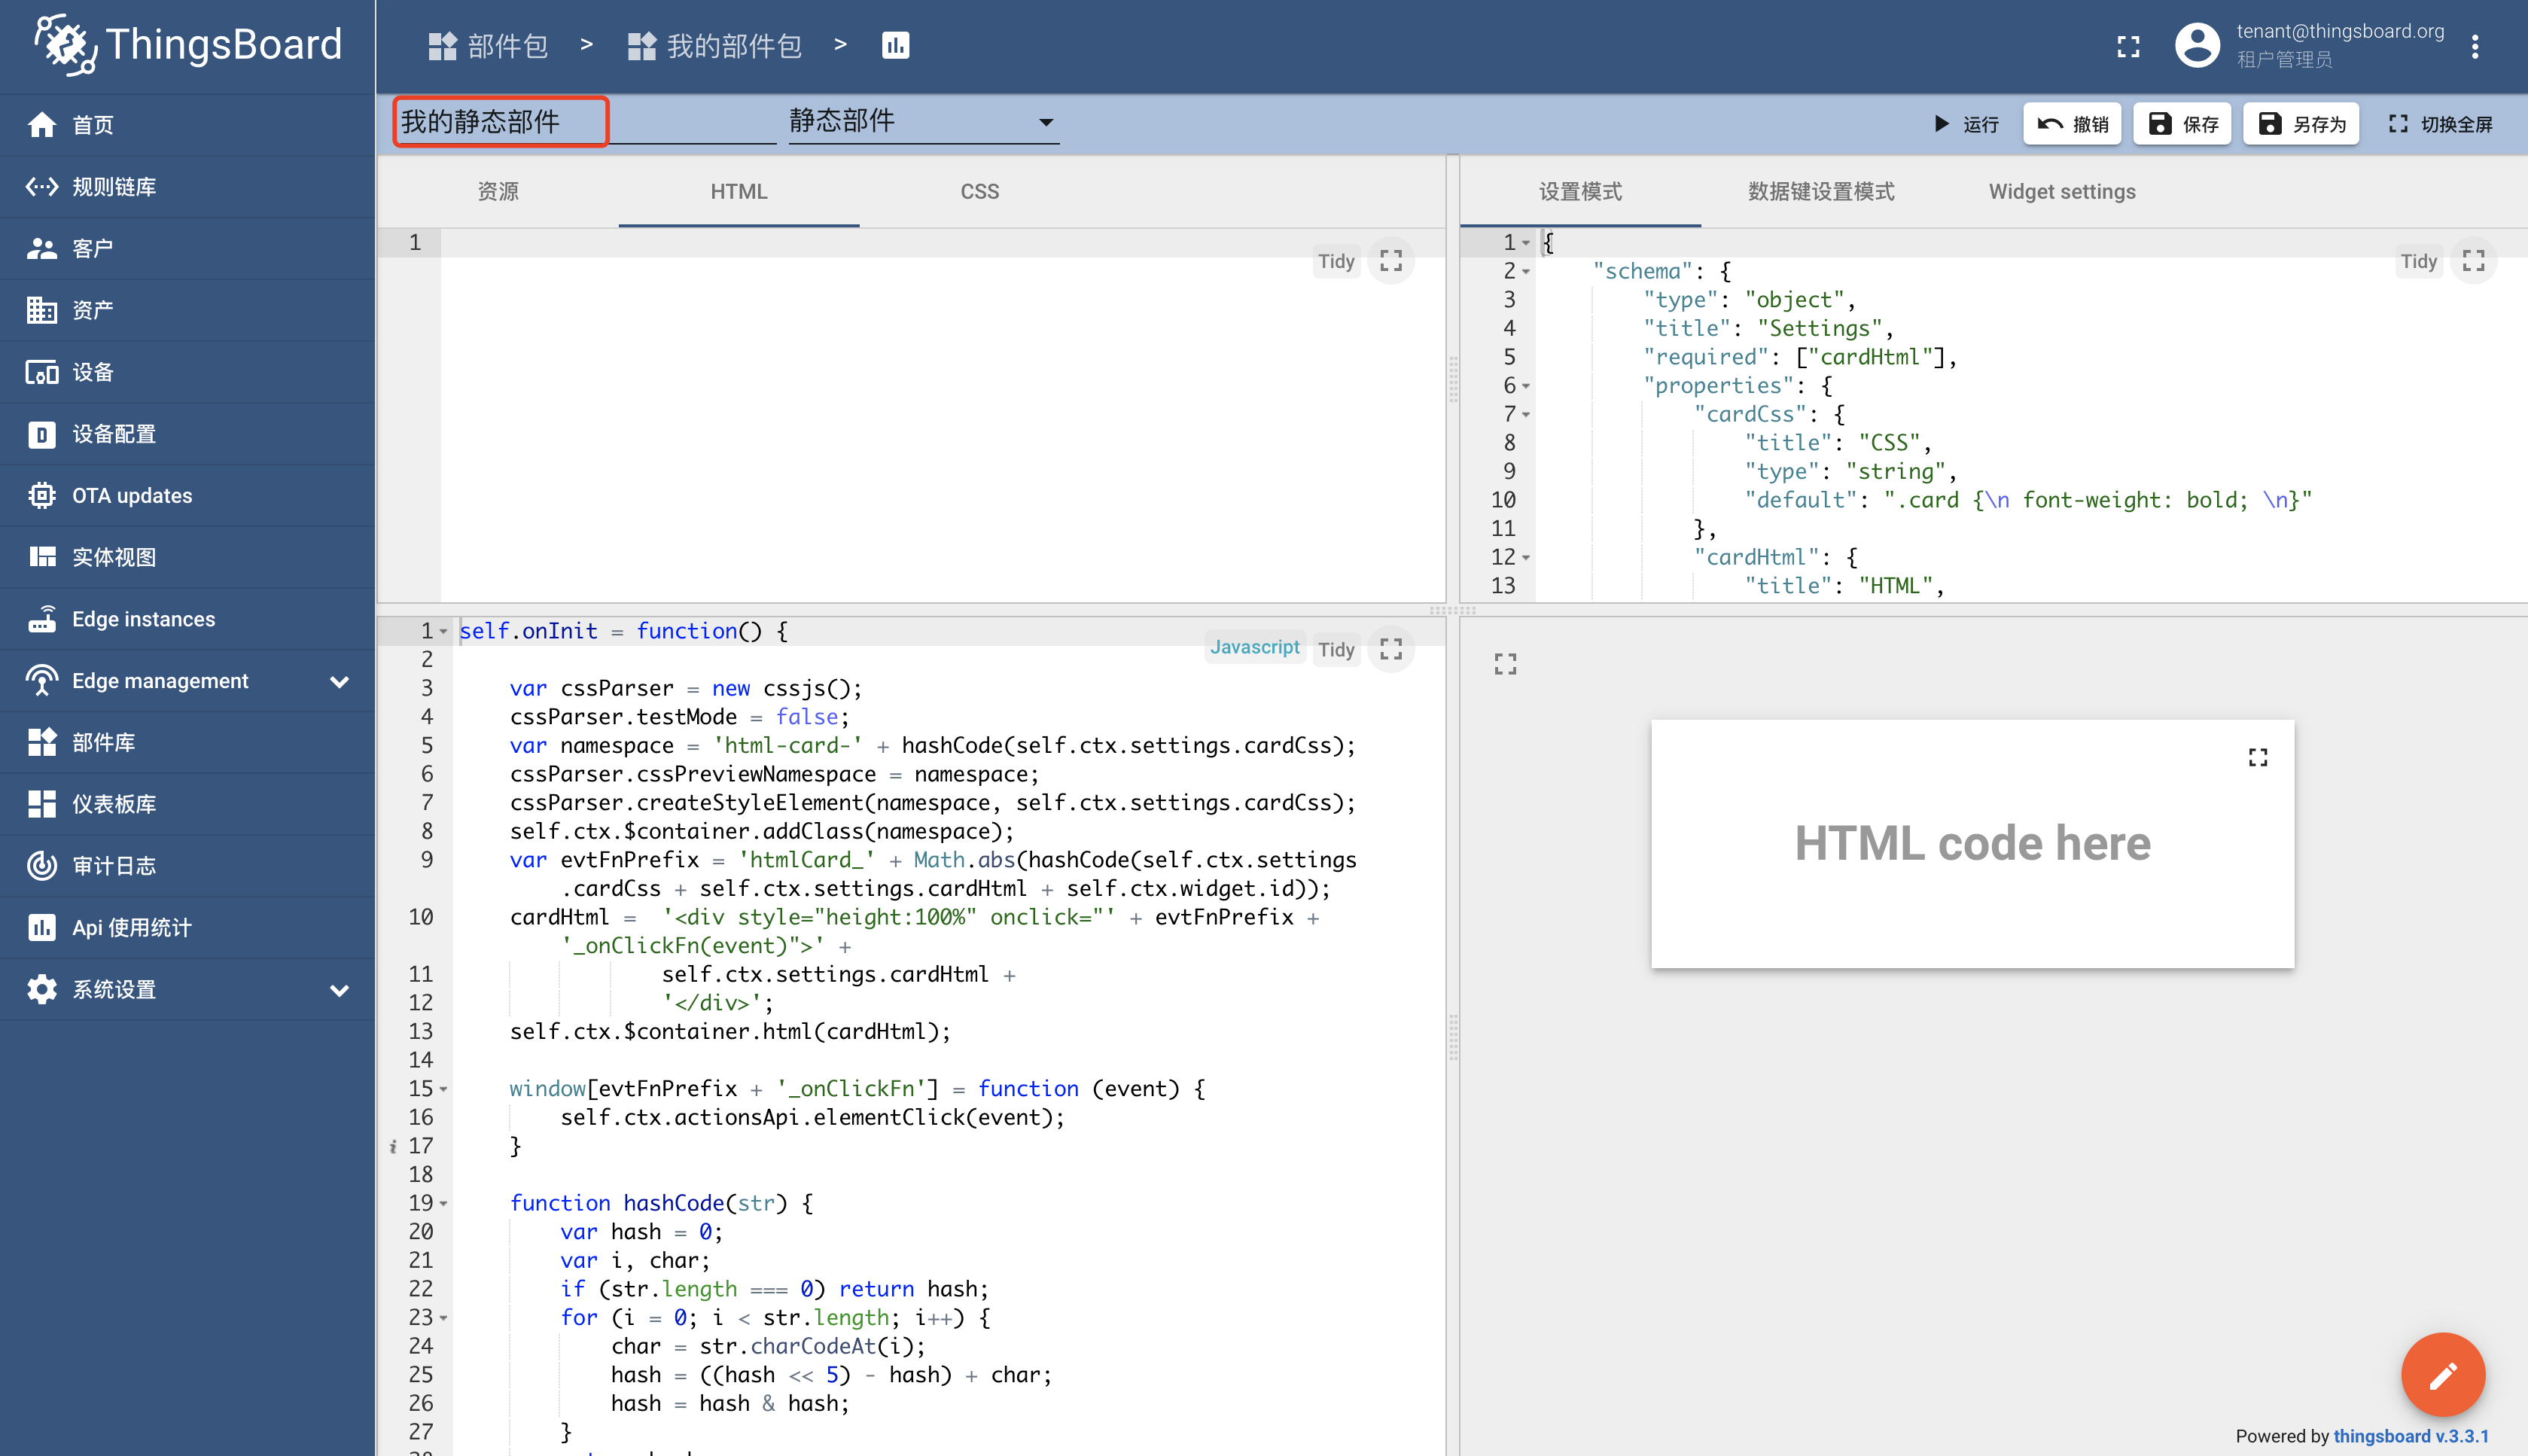 ThingsBoard
部件包 > 我的部件包 >
tenant@thingsboard.org
租户管理员
首页
规则链库
客户
资产
设备
设备配置
OTA updates
实体视图
Edge instances
Edge management
部件库
仪表板库
审计日志
Api 使用统计
系统设置
我的静态部件
静态部件
运行
撤销
保存
另存为
切换全屏
资源
HTML
CSS
1
Tidy
设置模式
数据键设置模式
Widget settings
Tidy
1 {
2 "schema": {
3 "type": "object",
4 "title": "Settings",
5 "required": ["cardHtml"],
6 "properties": {
7 "cardCss": {
8 "title": "CSS",
9 "type": "string",
10 "default": ".card {\n font-weight: bold; \n}"
11 },
12 "cardHtml": {
13 "title": "HTML",
Javascript
Tidy
1 self.onInit = function() {
2
3 var cssParser = new cssjs();
4 cssParser.testMode = false;
5 var namespace = 'html-card-' + hashCode(self.ctx.settings.cardCss);
6 cssParser.cssPreviewNamespace = namespace;
7 cssParser.createStyleElement(namespace, self.ctx.settings.cardCss);
8 self.ctx.$container.addClass(namespace);
9 var evtFnPrefix = 'htmlCard_' + Math.abs(hashCode(self.ctx.settings
.cardCss + self.ctx.settings.cardHtml + self.ctx.widget.id));
10 cardHtml = '<div style="height:100%" onclick="' + evtFnPrefix +
'_onClickFn(event)">' +
11 self.ctx.settings.cardHtml +
12 '</div>';
13 self.ctx.$container.html(cardHtml);
14
15 window[evtFnPrefix + '_onClickFn'] = function (event) {
16 self.ctx.actionsApi.elementClick(event);
17 }
18
19 function hashCode(str) {
20 var hash = 0;
21 var i, char;
22 if (str.length === 0) return hash;
23 for (i = 0; i < str.length; i++) {
24 char = str.charCodeAt(i);
25 hash = ((hash << 5) - hash) + char;
26 hash = hash & hash;
27 }
HTML code here
Powered by thingsboard v.3.3.1